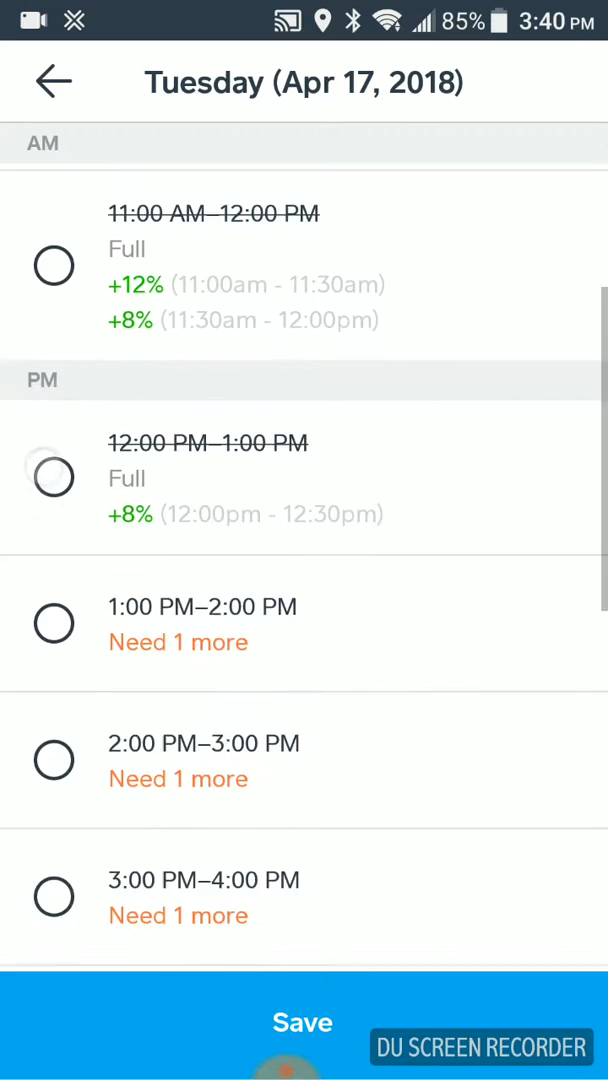 85% 3:40 PM
Tuesday (Apr 17, 2018)
AM
11:00 AM–12:00 PM
Full
+12% (11:00am - 11:30am)
+8% (11:30am - 12:00pm)
PM
12:00 PM–1:00 PM
Full
+8% (12:00pm - 12:30pm)
1:00 PM–2:00 PM
Need 1 more
2:00 PM–3:00 PM
Need 1 more
3:00 PM–4:00 PM
Need 1 more
Save
DU SCREEN RECORDER